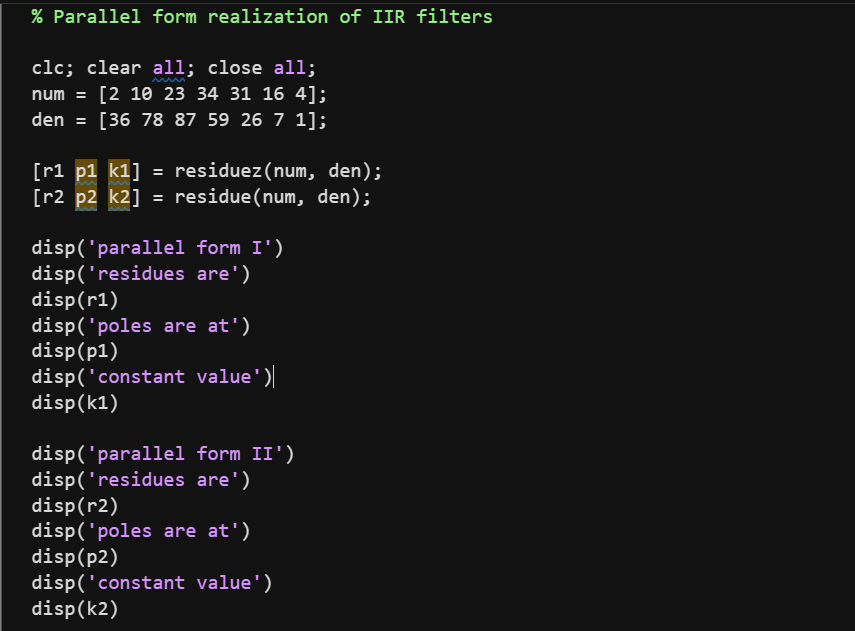 % Parallel form realization of IIR filters
clc; clear all; close all;
num = [2 10 23 34 31 16 4];
den = [36 78 87 59 26 7 1];
[r1 p1 k1] = residuez(num, den);
[r2 p2 k2] = residue(num, den);
disp('parallel form I')
disp('residues are')
disp(r1)
disp('poles are at')
disp(p1)
disp('constant value')
disp(k1)
disp('parallel form II')
disp('residues are')
disp(r2)
disp('poles are at')
disp(p2)
disp('constant value')
disp(k2)